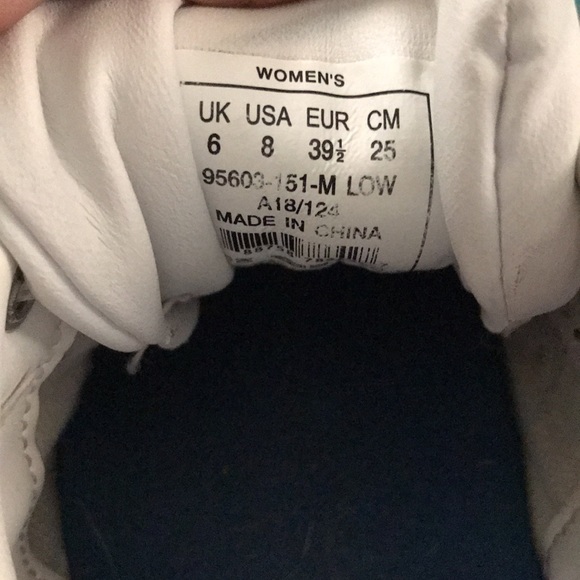 WOMEN'S
UK USA EUR CM
6 8 39½ 25
95603-151-M LOW
A18/124
MADE IN CHINA